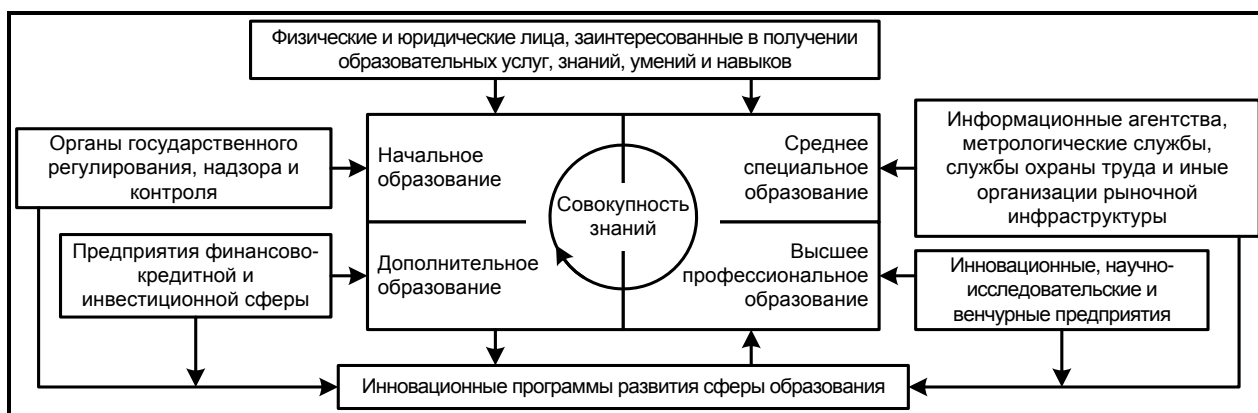 Физические и юридические лица, заинтересованные в получении
образовательных услуг, знаний, умений и навыков
Органы государственного
регулирования, надзора и
контроля
Начальное
образование
Среднее
специальное
образование
Информационные агентства,
метрологические службы,
службы охраны труда и иные
организации рыночной
инфраструктуры
Совокупность
знаний
Предприятия финансово-
кредитной и
инвестиционной сферы
Дополнительное
образование
Высшее
профессиональное
образование
Инновационные, научно-
исследовательские и
венчурные предприятия
Инновационные программы развития сферы образования